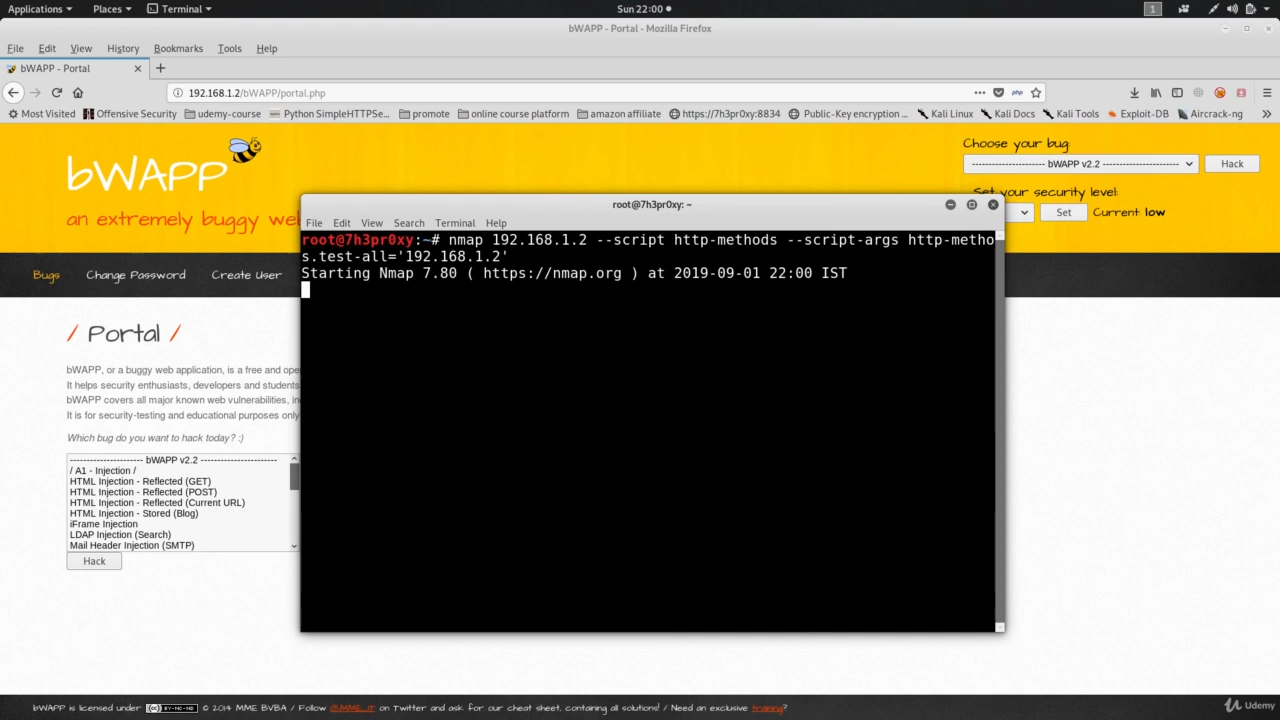 Applications Places Terminal Sun 22:00 1
bWAPP - Portal - Mozilla Firefox
File Edit View History Bookmarks Tools Help
bWAPP - Portal
192.168.1.2/bWAPP/portal.php php
Most Visited Offensive Security udemy-course Python SimpleHTTPSe... promote online course platform amazon affiliate https://7h3pr0xy:8834 Public-Key encryption ... Kali Linux Kali Docs Kali Tools Exploit-DB Aircrack-ng
bWAPP
an extremely buggy web
Choose your bug:
--------------------- bWAPP v2.2 --------------------- Hack
Set your security level:
Set Current: low
Bugs Change Password Create User
root@7h3pr0xy: ~
File Edit View Search Terminal Help
root@7h3pr0xy:~# nmap 192.168.1.2 --script http-methods --script-args http-metho
s.test-all='192.168.1.2'
Starting Nmap 7.80 ( https://nmap.org ) at 2019-09-01 22:00 IST
/ Portal /
bWAPP, or a buggy web application, is a free and ope
It helps security enthusiasts, developers and students
bWAPP covers all major known web vulnerabilities, in
It is for security-testing and educational purposes only
Which bug do you want to hack today? :)
---------------------- bWAPP v2.2 -----------------------
/ A1 - Injection /
HTML Injection - Reflected (GET)
HTML Injection - Reflected (POST)
HTML Injection - Reflected (Current URL)
HTML Injection - Stored (Blog)
iFrame Injection
LDAP Injection (Search)
Mail Header Injection (SMTP)
Hack
bWAPP is licensed under (cc) BY-NC-ND © 2014 MME BVBA / Follow @MME_IT on Twitter and ask for our cheat sheet, containing all solutions! / Need an exclusive training?
Udemy